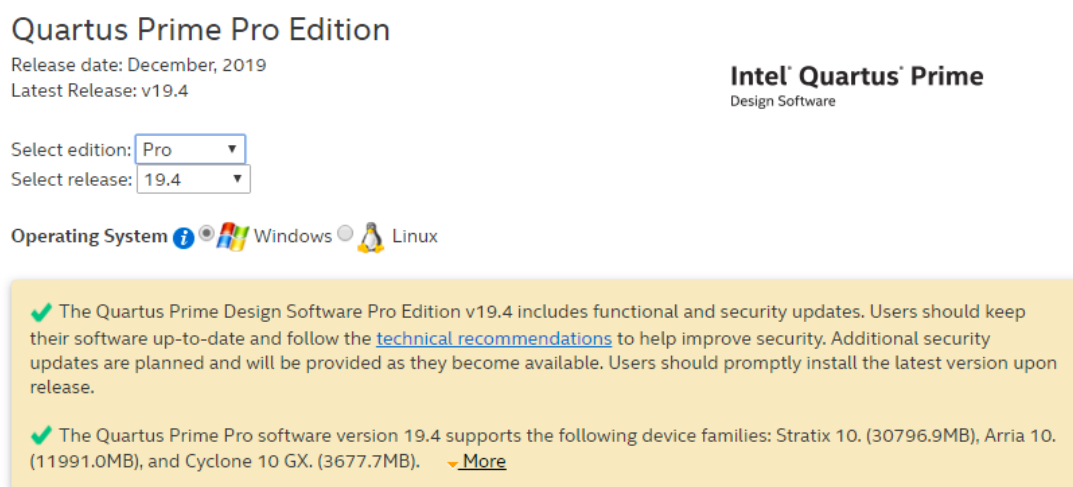 Quartus Prime Pro Edition
Release date: December, 2019
Latest Release: v19.4
Intel® Quartus® Prime
Design Software
Select edition: Pro
Select release: 19.4
Operating System i Windows Linux
The Quartus Prime Design Software Pro Edition v19.4 includes functional and security updates. Users should keep
their software up-to-date and follow the technical recommendations to help improve security. Additional security
updates are planned and will be provided as they become available. Users should promptly install the latest version upon
release.
The Quartus Prime Pro software version 19.4 supports the following device families: Stratix 10. (30796.9MB), Arria 10.
(11991.0MB), and Cyclone 10 GX. (3677.7MB). More